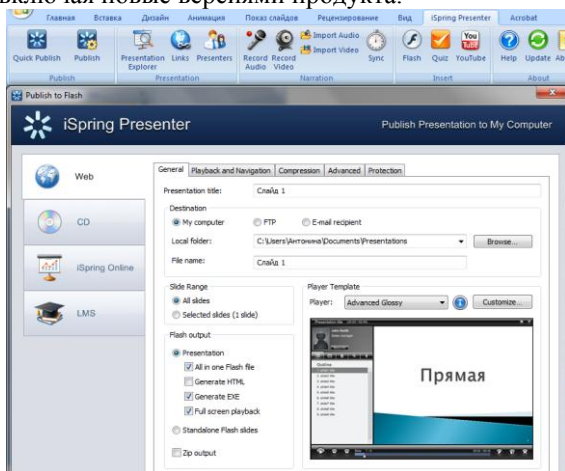 включая новые версиями продукта.
Главная Вставка Дизайн Анимация Показ слайдов Рецензирование Вид iSpring Presenter Acrobat
Quick Publish Publish Presentation Explorer Links Presenters Record Audio Record Video Import Audio Import Video Sync Flash Quiz YouTube Help Update
Publish Presentation Narration Insert About
Publish to Flash
iSpring Presenter Publish Presentation to My Computer
Web
CD
iSpring Online
LMS
General Playback and Navigation Compression Advanced Protection
Presentation title: Слайд 1
Destination
My computer FTP E-mail recipient
Local folder: C:\Users\Антонина\Documents\Presentations Browse...
File name: Слайд 1
Slide Range Player Template
All slides Player: Advanced Glossy Customize...
Selected slides (1 slide)
Flash output
Presentation
All in one Flash file
Generate HTML
Generate EXE
Full screen playback
Standalone Flash slides
Zip output
Outline
Прямая